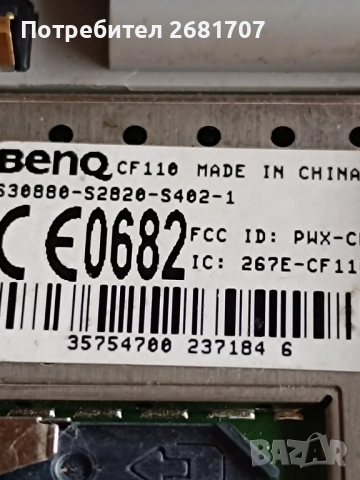 Потребител 2681707
BenQ CF110 MADE IN CHINA
S30880-S2820-S402-1
CE0682
FCC ID: PWX-C
IC: 267E-CF11
35754700 237184 6
BAZAR